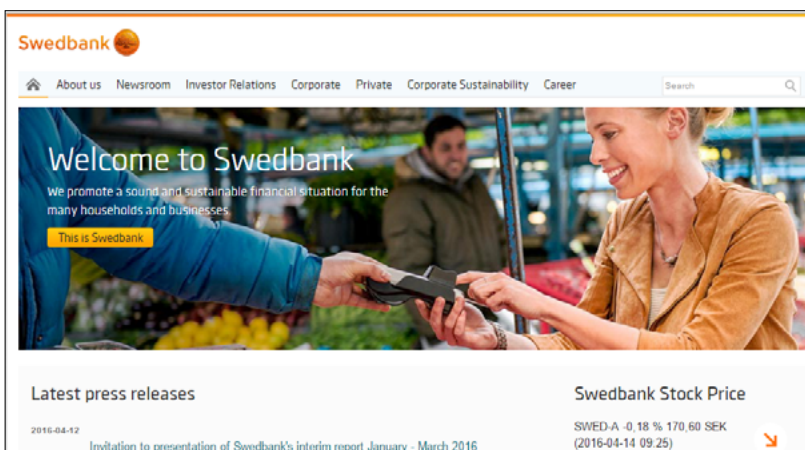 Swedbank
About us Newsroom Investor Relations Corporate Private Corporate Sustainability Career Search
Welcome to Swedbank
We promote a sound and sustainable financial situation for the
many households and businesses.
This is Swedbank
Latest press releases
2016-04-12
Invitation to presentation of Swedbank's interim report January - March 2016
Swedbank Stock Price
SWED-A -0,18 % 170,60 SEK
(2016-04-14 09:25)